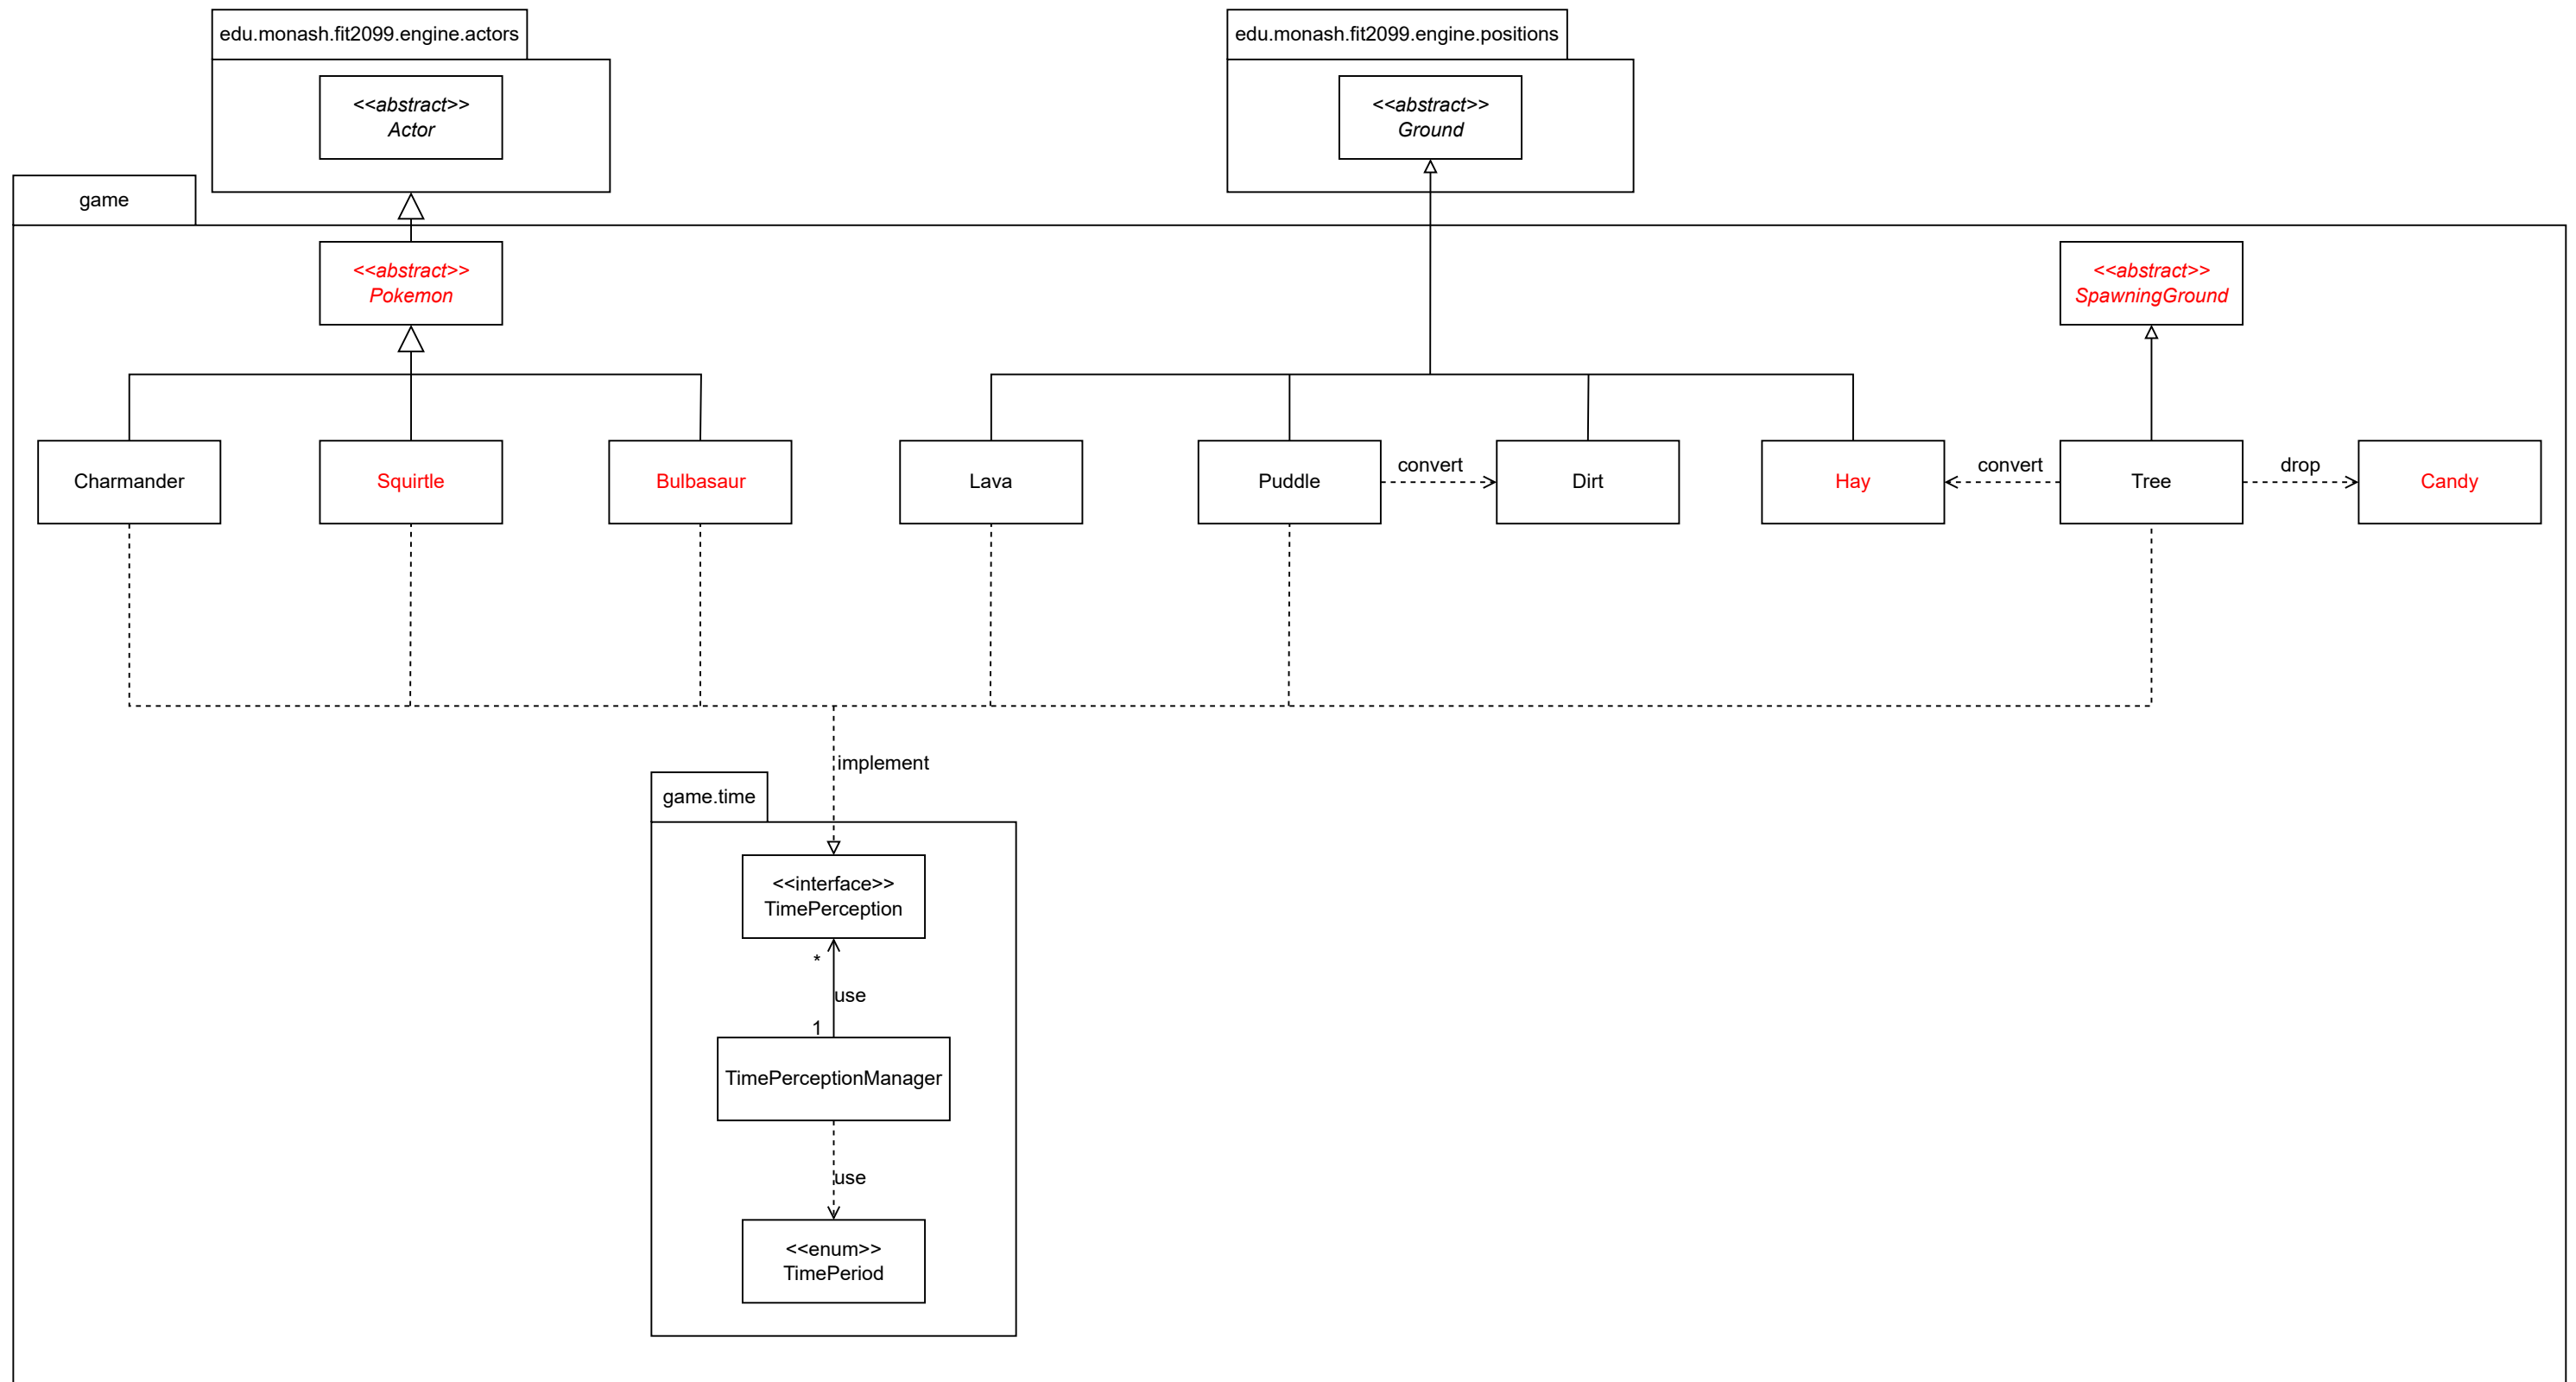 edu.monash.fit2099.engine.actors
edu.monash.fit2099.engine.positions
<<abstract>>
Actor
<<abstract>>
Ground
game
<<abstract>>
Pokemon
<<abstract>>
SpawningGround
Charmander
Squirtle
Bulbasaur
Lava
Puddle
convert
Dirt
Hay
convert
Tree
drop
Candy
implement
game.time
<<interface>>
TimePerception
*
use
1
TimePerceptionManager
use
<<enum>>
TimePeriod